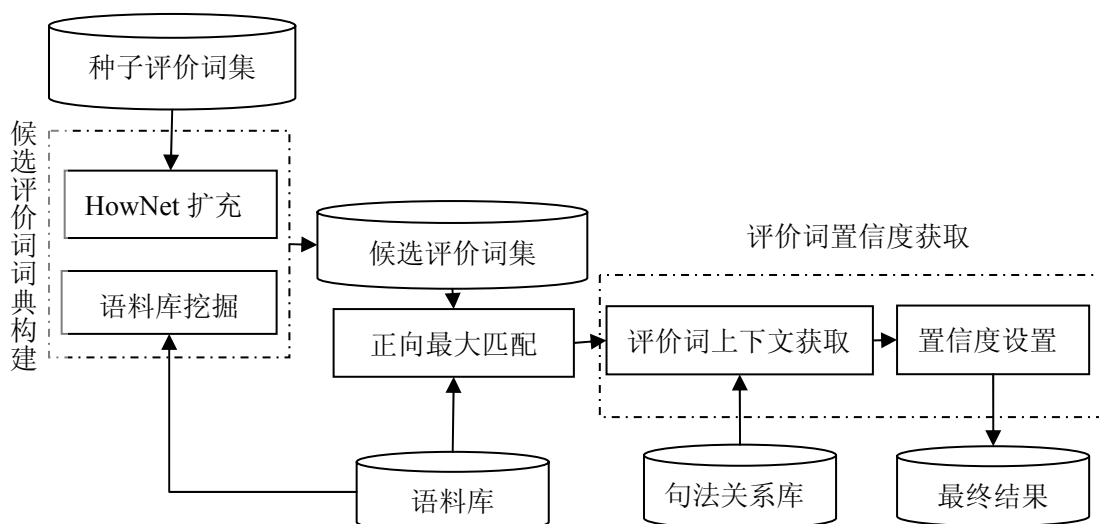 种子评价词集
候选评价词词典构建
HowNet 扩充
语料库挖掘
候选评价词集
正向最大匹配
评价词置信度获取
评价词上下文获取
置信度设置
语料库
句法关系库
最终结果